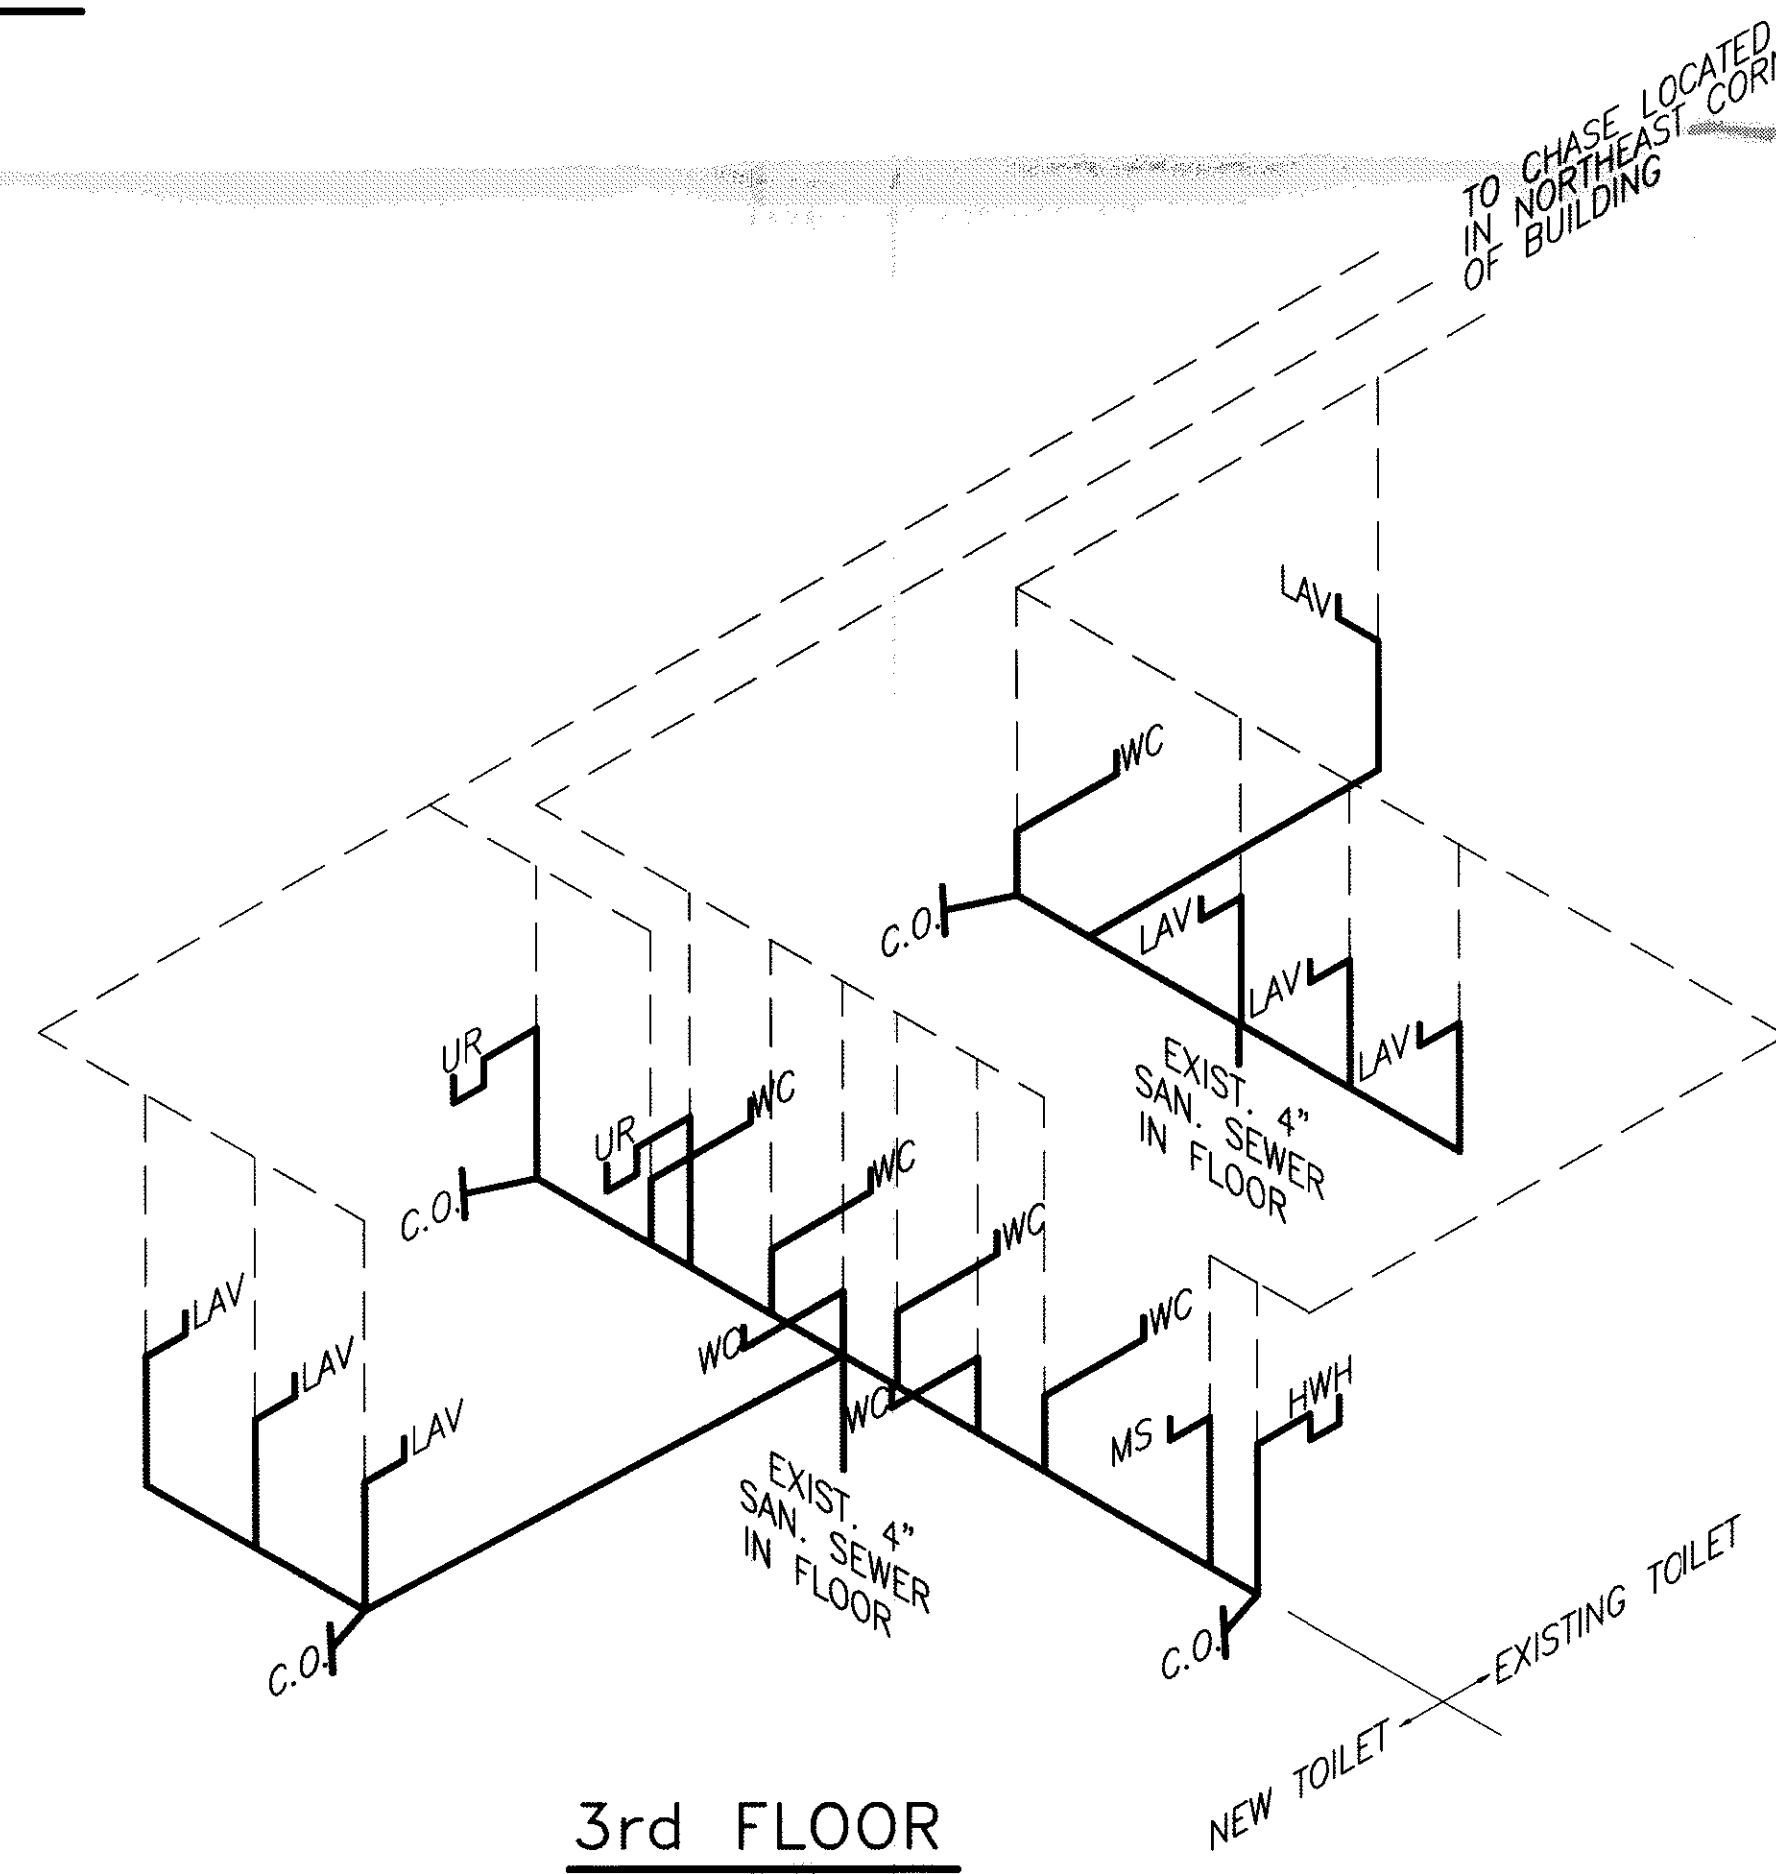 TO CHASE LOCATED
IN NORTHEAST
OF BUILDING
LAV
WC
C.O.
LAV
LAV
LAV
EXIST. 4"
SAN. SEWER
IN FLOOR
UR
UR
WC
WC
C.O.
WC
LAV
LAV
LAV
WC
WC
WC
MS
HWH
EXIST. 4"
SAN. SEWER
IN FLOOR
C.O.
C.O.
EXISTING TOILET
NEW TOILET
3rd FLOOR